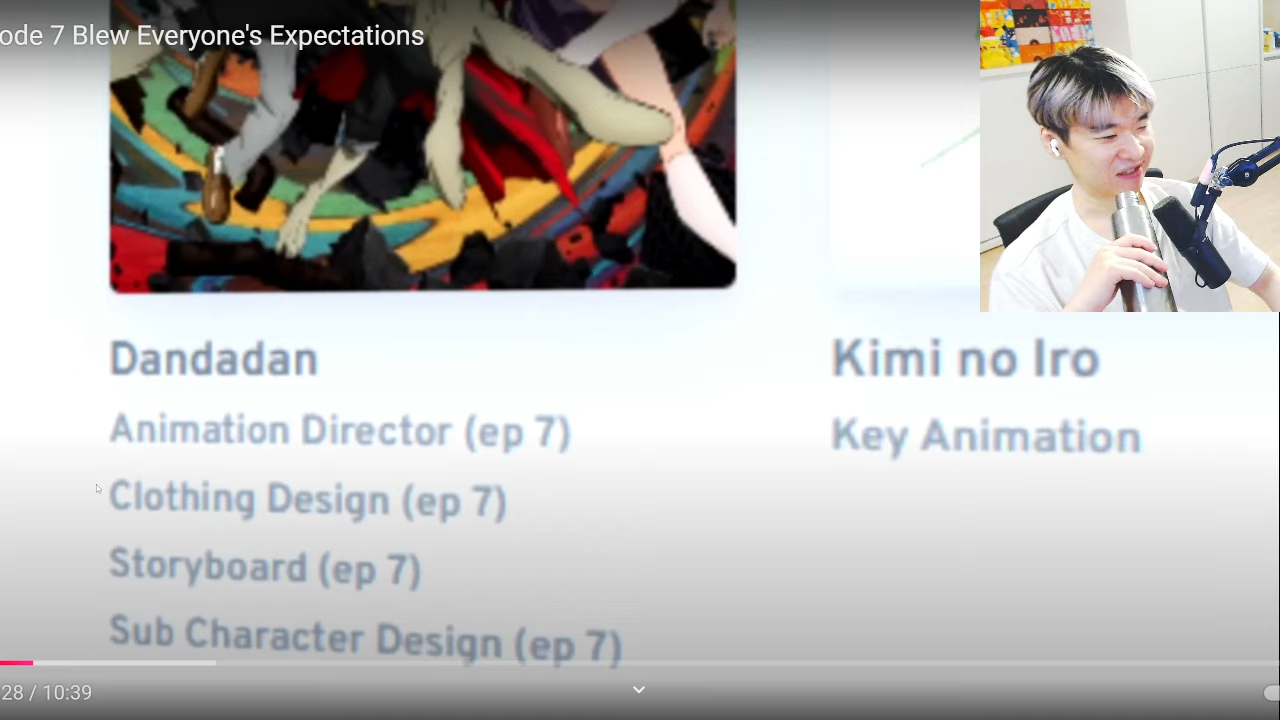 ode 7 Blew Everyone's Expectations
Dandadan
Animation Director (ep 7)
Clothing Design (ep 7)
Storyboard (ep 7)
Sub Character Design (ep 7)
Kimi no Iro
Key Animation
28 / 10:39